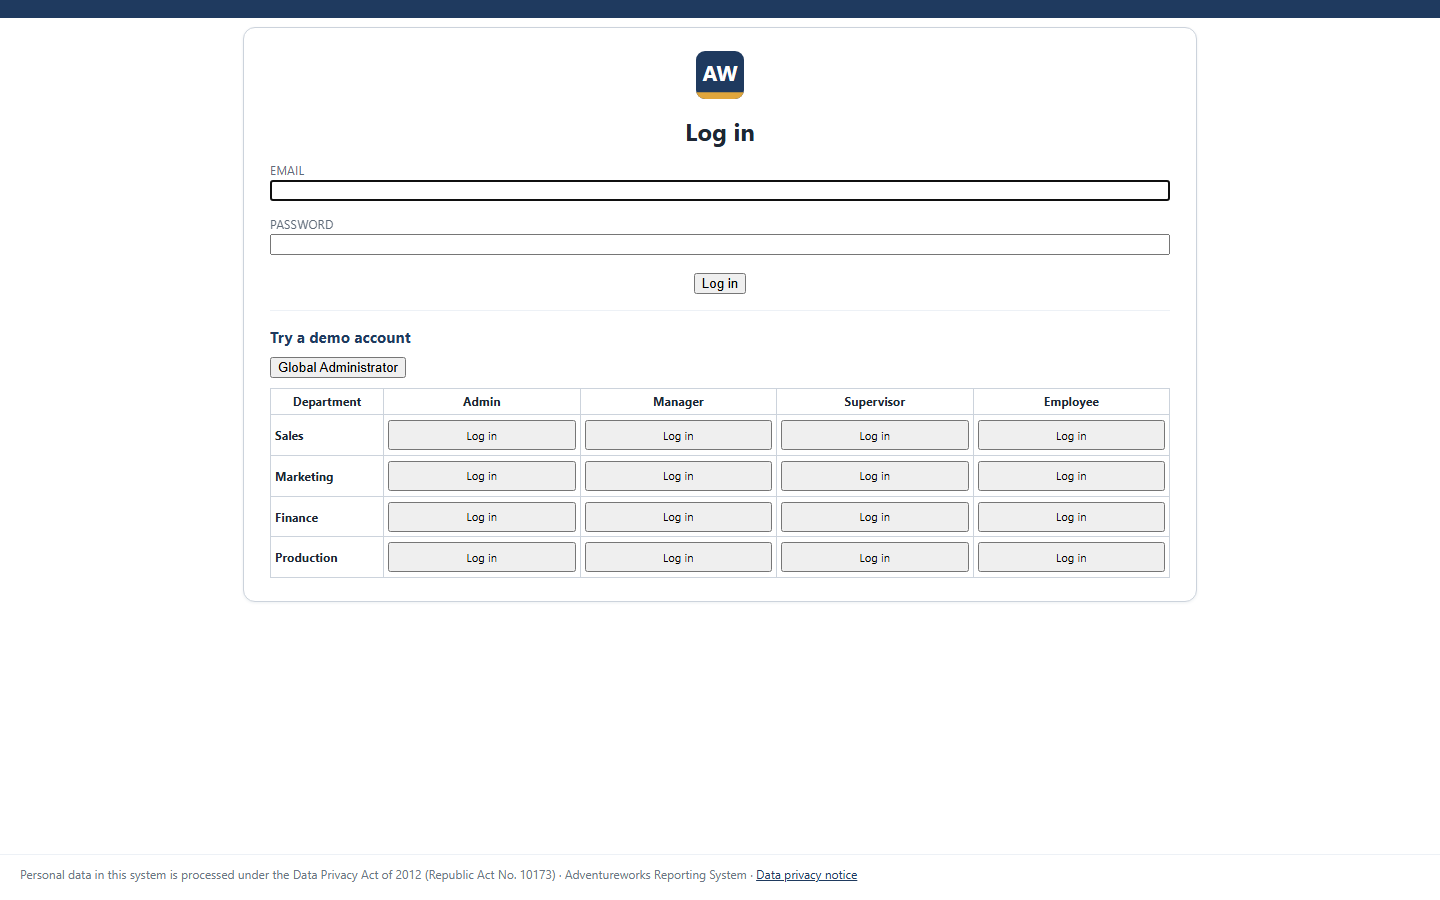 AW
Log in
EMAIL
PASSWORD
Log in
Try a demo account
Global Administrator
Department Admin Manager Supervisor Employee
Sales Log in Log in Log in Log in
Marketing Log in Log in Log in Log in
Finance Log in Log in Log in Log in
Production Log in Log in Log in Log in
Personal data in this system is processed under the Data Privacy Act of 2012 (Republic Act No. 10173) · Adventureworks Reporting System · Data privacy notice